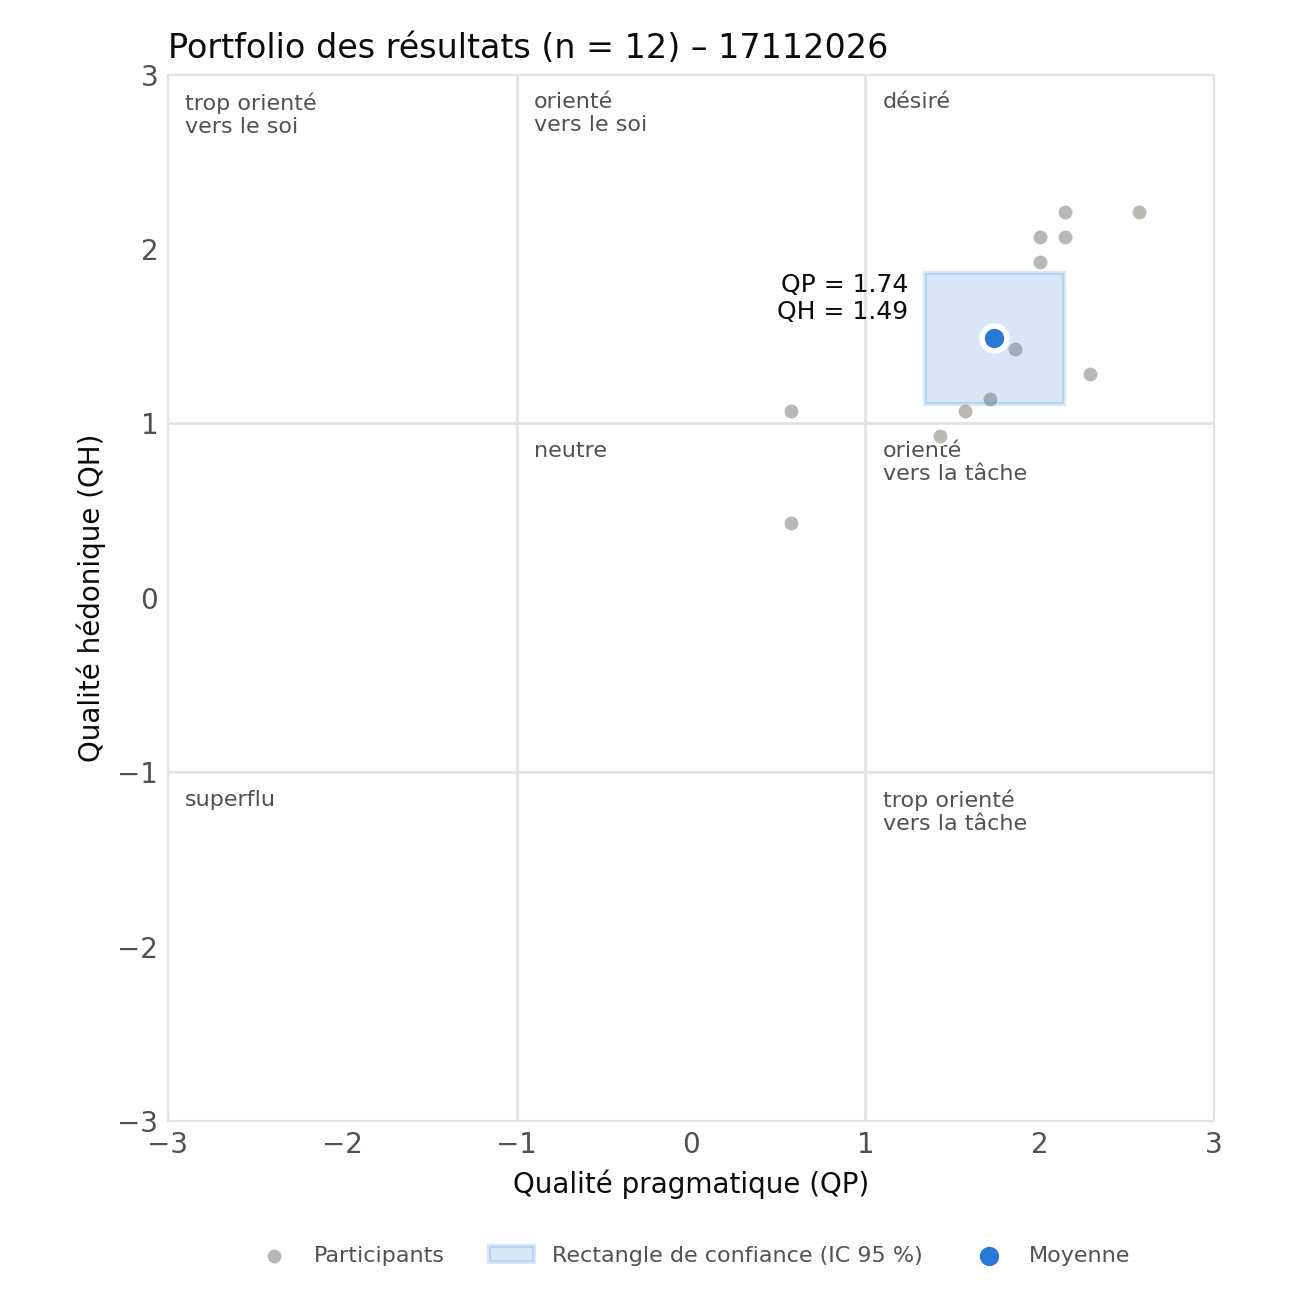 Portfolio des résultats (n = 12) – 17112026
3
trop orienté
vers le soi
orienté
vers le soi
désiré
2
QP = 1.74
QH = 1.49
1
neutre
orienté
vers la tâche
0
−1
superflu
trop orienté
vers la tâche
−2
−3
Qualité hédonique (QH)
−3
−2
−1
0
1
2
3
Qualité pragmatique (QP)
Participants
Rectangle de confiance (IC 95 %)
Moyenne